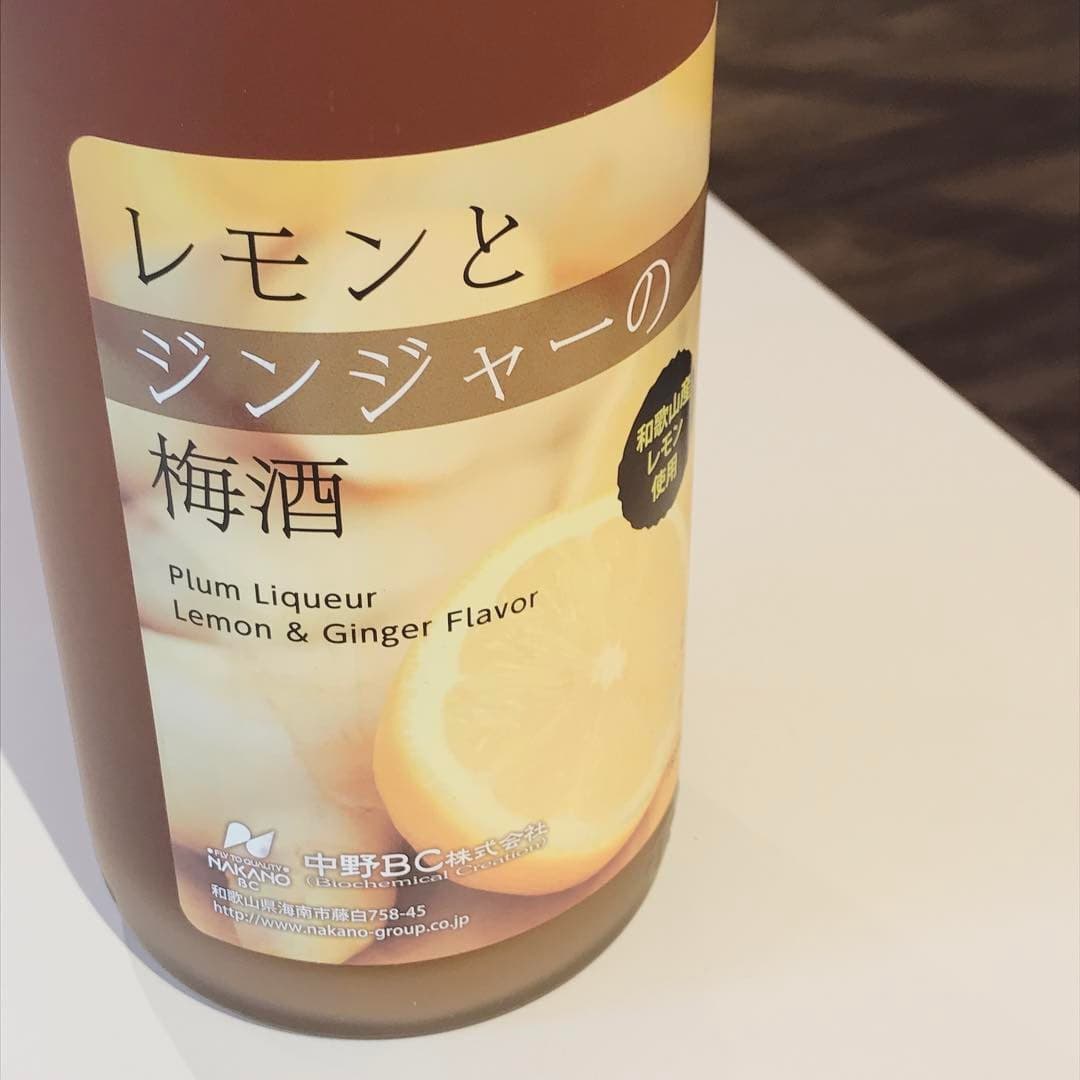 レモンと
ジンジャーの
梅酒
和歌山産
レモン
使用
Plum Liqueur
Lemon & Ginger Flavor
• FLY TO QUALITY •
NAKANO
BC
中野BC株式会社
(Biochemical Creation)
和歌山県海南市藤白758-45
http://www.nakano-group.co.jp